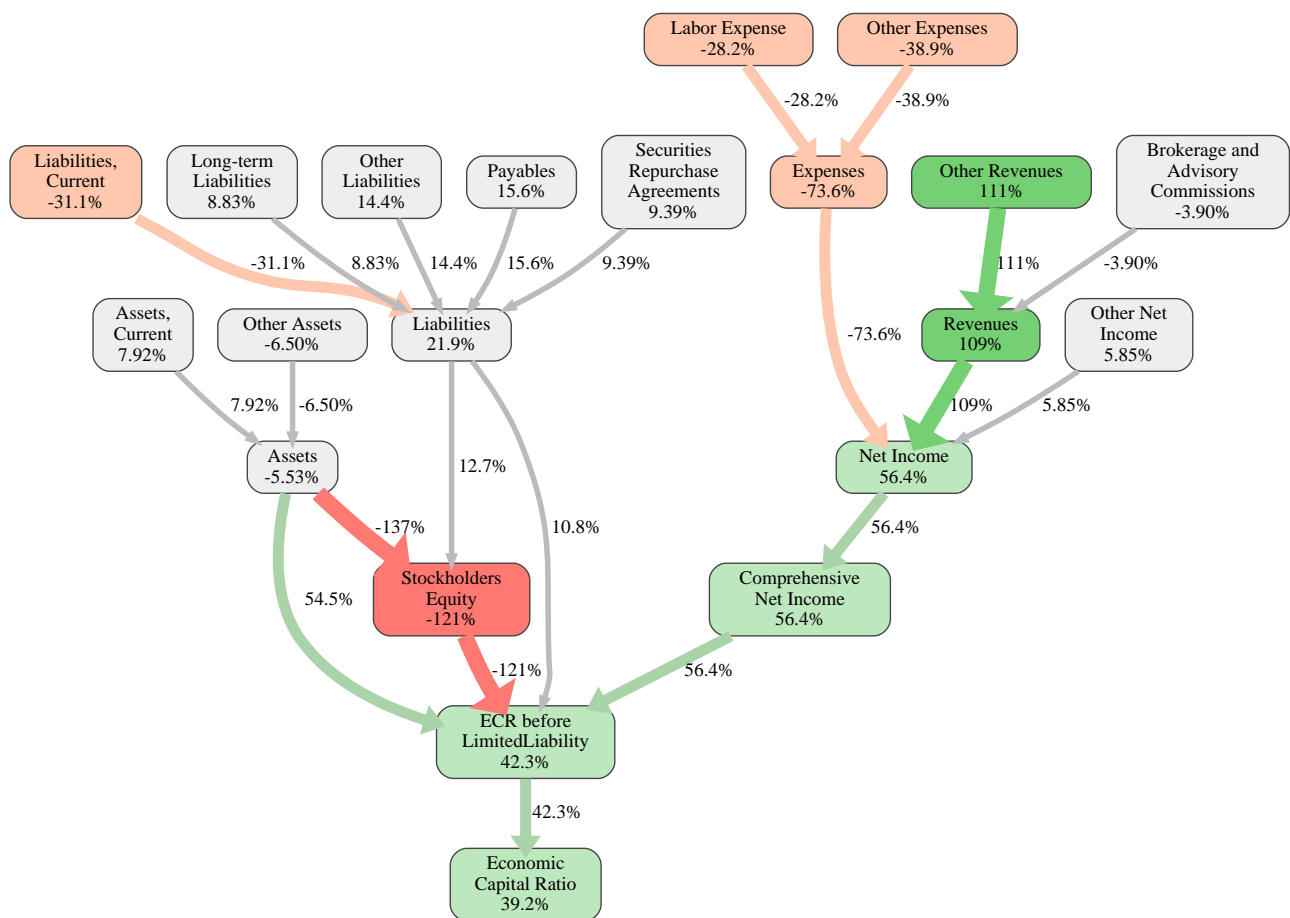 Labor Expense
-28.2%
Other Expenses
-38.9%
-28.2%
-38.9%
Liabilities,
Current
-31.1%
Long-term
Liabilities
8.83%
Other
Liabilities
14.4%
Payables
15.6%
Securities
Repurchase
Agreements
9.39%
Expenses
-73.6%
Other Revenues
111%
Brokerage and
Advisory
Commissions
-3.90%
-31.1%
8.83%
14.4%
15.6%
9.39%
111%
-3.90%
Assets,
Current
7.92%
Other Assets
-6.50%
Liabilities
21.9%
-73.6%
Revenues
109%
Other Net
Income
5.85%
7.92%
-6.50%
109%
5.85%
Assets
-5.53%
12.7%
Net Income
56.4%
-137%
10.8%
56.4%
54.5%
Stockholders
Equity
-121%
Comprehensive
Net Income
56.4%
-121%
56.4%
ECR before
LimitedLiability
42.3%
42.3%
Economic
Capital Ratio
39.2%